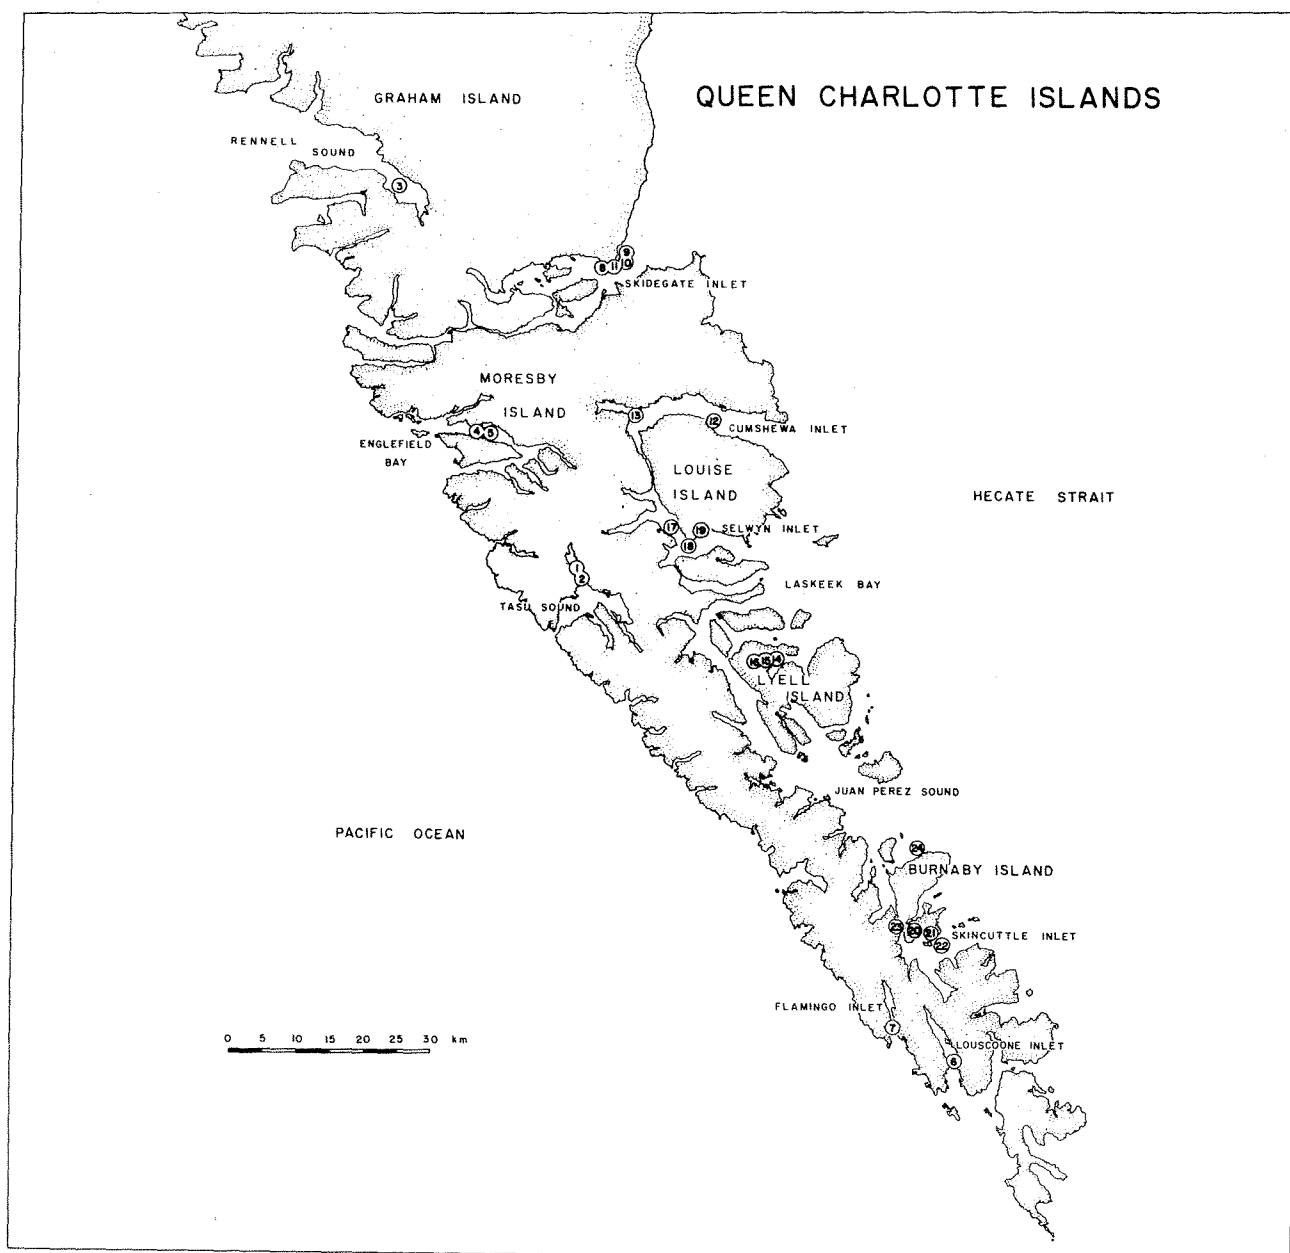 QUEEN CHARLOTTE ISLANDS
GRAHAM ISLAND
RENNELL
SOUND
3
9
8 11 10
SKIDEGATE INLET
MORESBY
ISLAND
13
12
CUMSHEWA INLET
4 5
ENGLEFIELD
BAY
LOUISE
ISLAND
HECATE STRAIT
17
19
SELWYN INLET
18
1
2
LASKEEK BAY
TASU SOUND
16 15 14
LYELL
ISLAND
JUAN PEREZ SOUND
PACIFIC OCEAN
24
BURNABY ISLAND
23 20 21
SKINCUTTLE INLET
22
FLAMINGO INLET
7
0 5 10 15 20 25 30 km
LOUSCOONE INLET
6